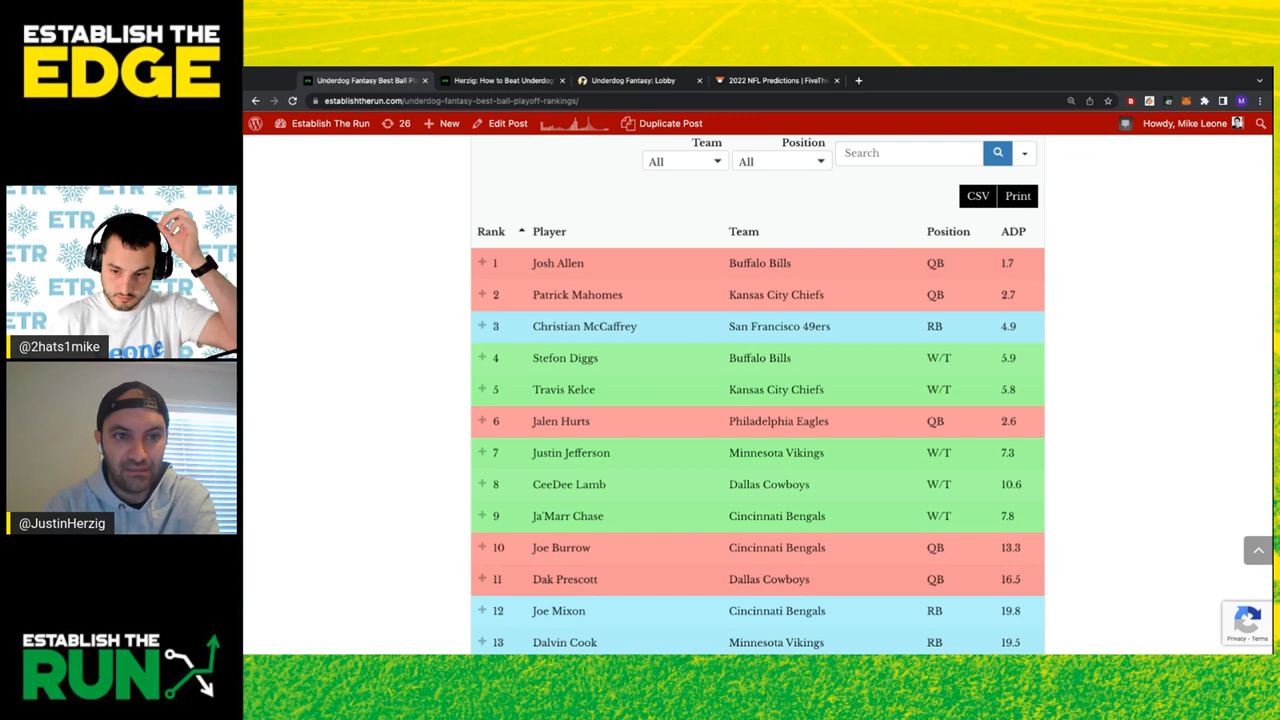 ESTABLISH THE
EDGE
ETR
@2hats1mike
@JustinHerzig
ESTABLISH THE
RUN
Underdog Fantasy Best Ball Pl
Herzig: How to Beat Underdog
Underdog Fantasy: Lobby
2022 NFL Predictions | FiveThi
establishtherun.com/underdog-fantasy-best-ball-playoff-rankings/
Establish The Run 26 New Edit Post Duplicate Post Howdy, Mike Leone
Team Position
All All Search
CSV Print
Rank Player Team Position ADP
1 Josh Allen Buffalo Bills QB 1.7
2 Patrick Mahomes Kansas City Chiefs QB 2.7
3 Christian McCaffrey San Francisco 49ers RB 4.9
4 Stefon Diggs Buffalo Bills W/T 5.9
5 Travis Kelce Kansas City Chiefs W/T 5.8
6 Jalen Hurts Philadelphia Eagles QB 2.6
7 Justin Jefferson Minnesota Vikings W/T 7.3
8 CeeDee Lamb Dallas Cowboys W/T 10.6
9 Ja'Marr Chase Cincinnati Bengals W/T 7.8
10 Joe Burrow Cincinnati Bengals QB 13.3
11 Dak Prescott Dallas Cowboys QB 16.5
12 Joe Mixon Cincinnati Bengals RB 19.8
13 Dalvin Cook Minnesota Vikings RB 19.5
Privacy - Terms